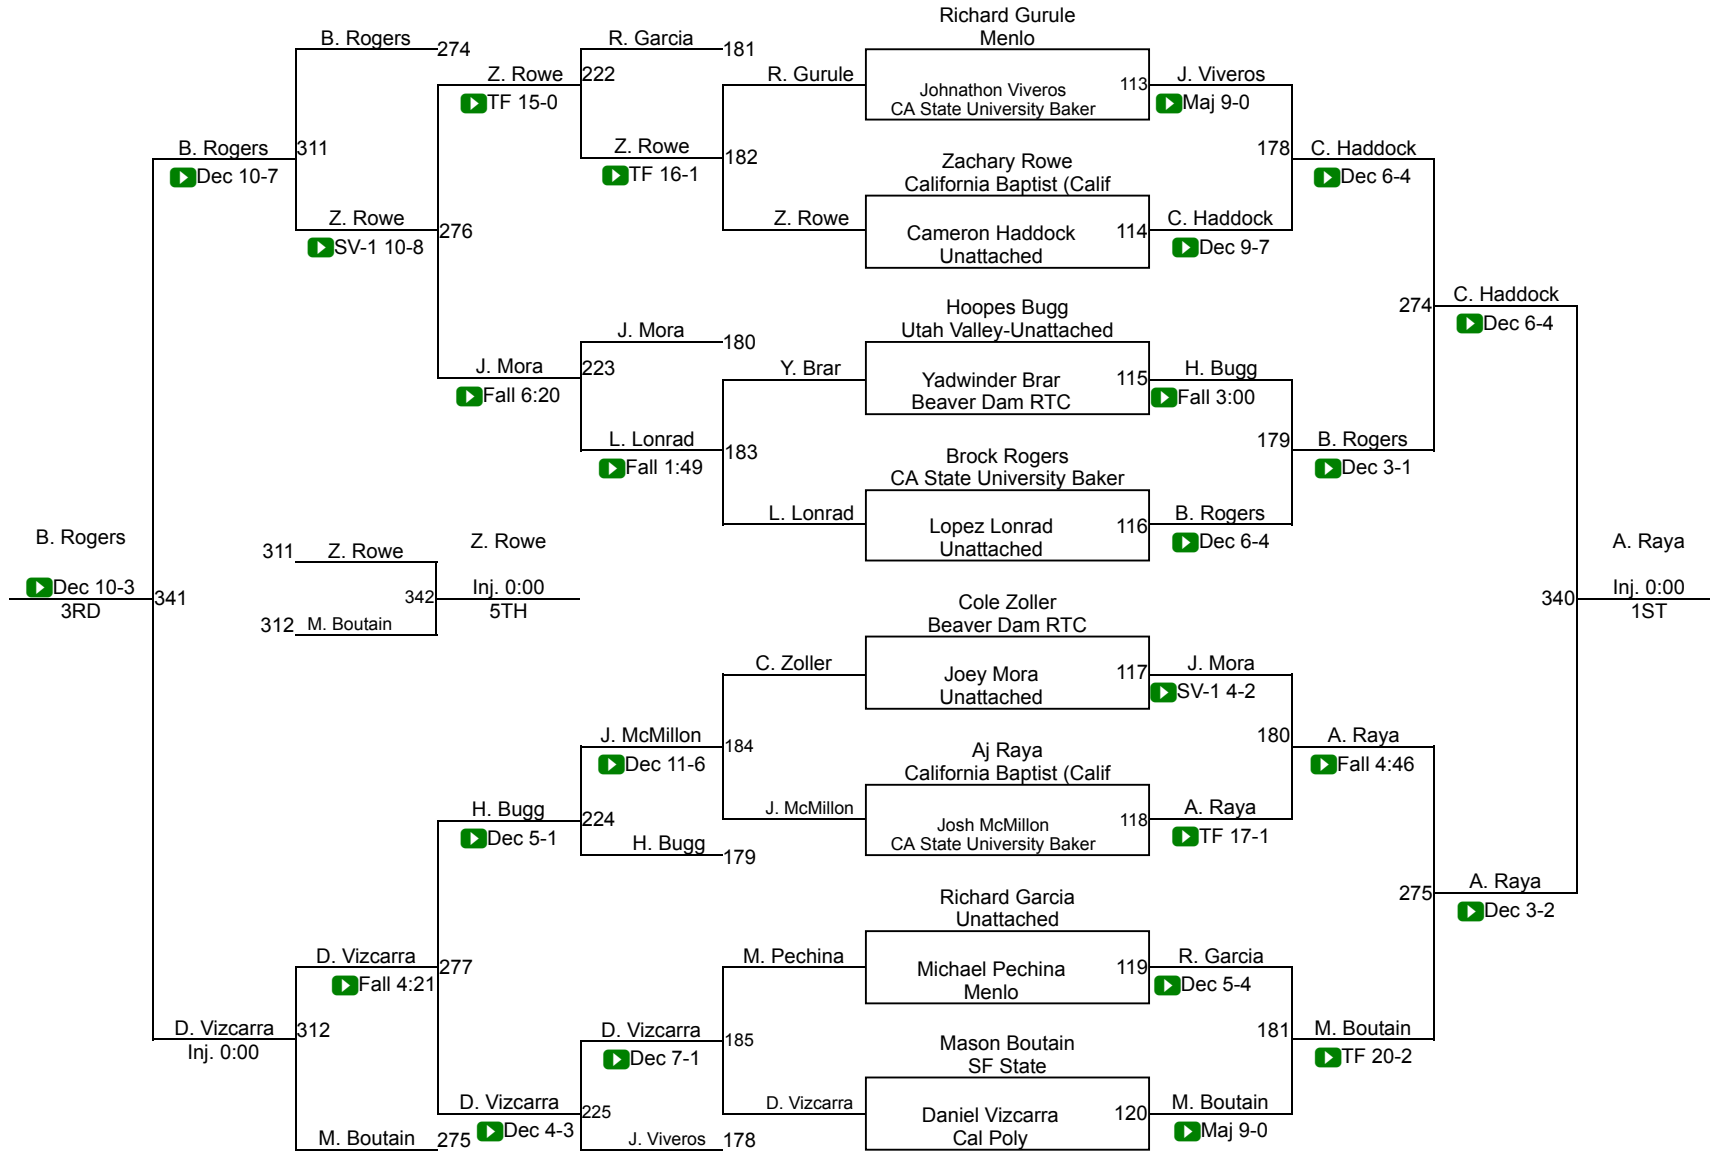 Richard Gurule
Menlo
B. Rogers
274
R. Garcia
181
Z. Rowe
222
TF 15-0
R. Gurule
Johnathon Viveros
CA State University Baker
113
J. Viveros
Maj 9-0
B. Rogers
311
Dec 10-7
Z. Rowe
182
TF 16-1
Zachary Rowe
California Baptist (Calif
178
C. Haddock
Dec 6-4
Z. Rowe
276
SV-1 10-8
Z. Rowe
Cameron Haddock
Unattached
114
C. Haddock
Dec 9-7
Hoopes Bugg
Utah Valley-Unattached
274
C. Haddock
Dec 6-4
J. Mora
180
J. Mora
223
Fall 6:20
Y. Brar
Yadwinder Brar
Beaver Dam RTC
115
H. Bugg
Fall 3:00
L. Lonrad
183
Fall 1:49
Brock Rogers
CA State University Baker
179
B. Rogers
Dec 3-1
L. Lonrad
Lopez Lonrad
Unattached
116
B. Rogers
Dec 6-4
B. Rogers
Dec 10-3
3RD
341
311
Z. Rowe
312
M. Boutain
342
Z. Rowe
Inj. 0:00
5TH
340
A. Raya
Inj. 0:00
1ST
Cole Zoller
Beaver Dam RTC
C. Zoller
Joey Mora
Unattached
117
J. Mora
SV-1 4-2
J. McMillon
184
Dec 11-6
Aj Raya
California Baptist (Calif
180
A. Raya
Fall 4:46
H. Bugg
224
Dec 5-1
J. McMillon
Josh McMillon
CA State University Baker
118
A. Raya
TF 17-1
H. Bugg
179
Richard Garcia
Unattached
275
A. Raya
Dec 3-2
D. Vizcarra
277
Fall 4:21
M. Pechina
Michael Pechina
Menlo
119
R. Garcia
Dec 5-4
D. Vizcarra
312
Inj. 0:00
D. Vizcarra
185
Dec 7-1
Mason Boutain
SF State
181
M. Boutain
TF 20-2
D. Vizcarra
225
Dec 4-3
D. Vizcarra
Daniel Vizcarra
Cal Poly
120
M. Boutain
Maj 9-0
M. Boutain
275
J. Viveros
178